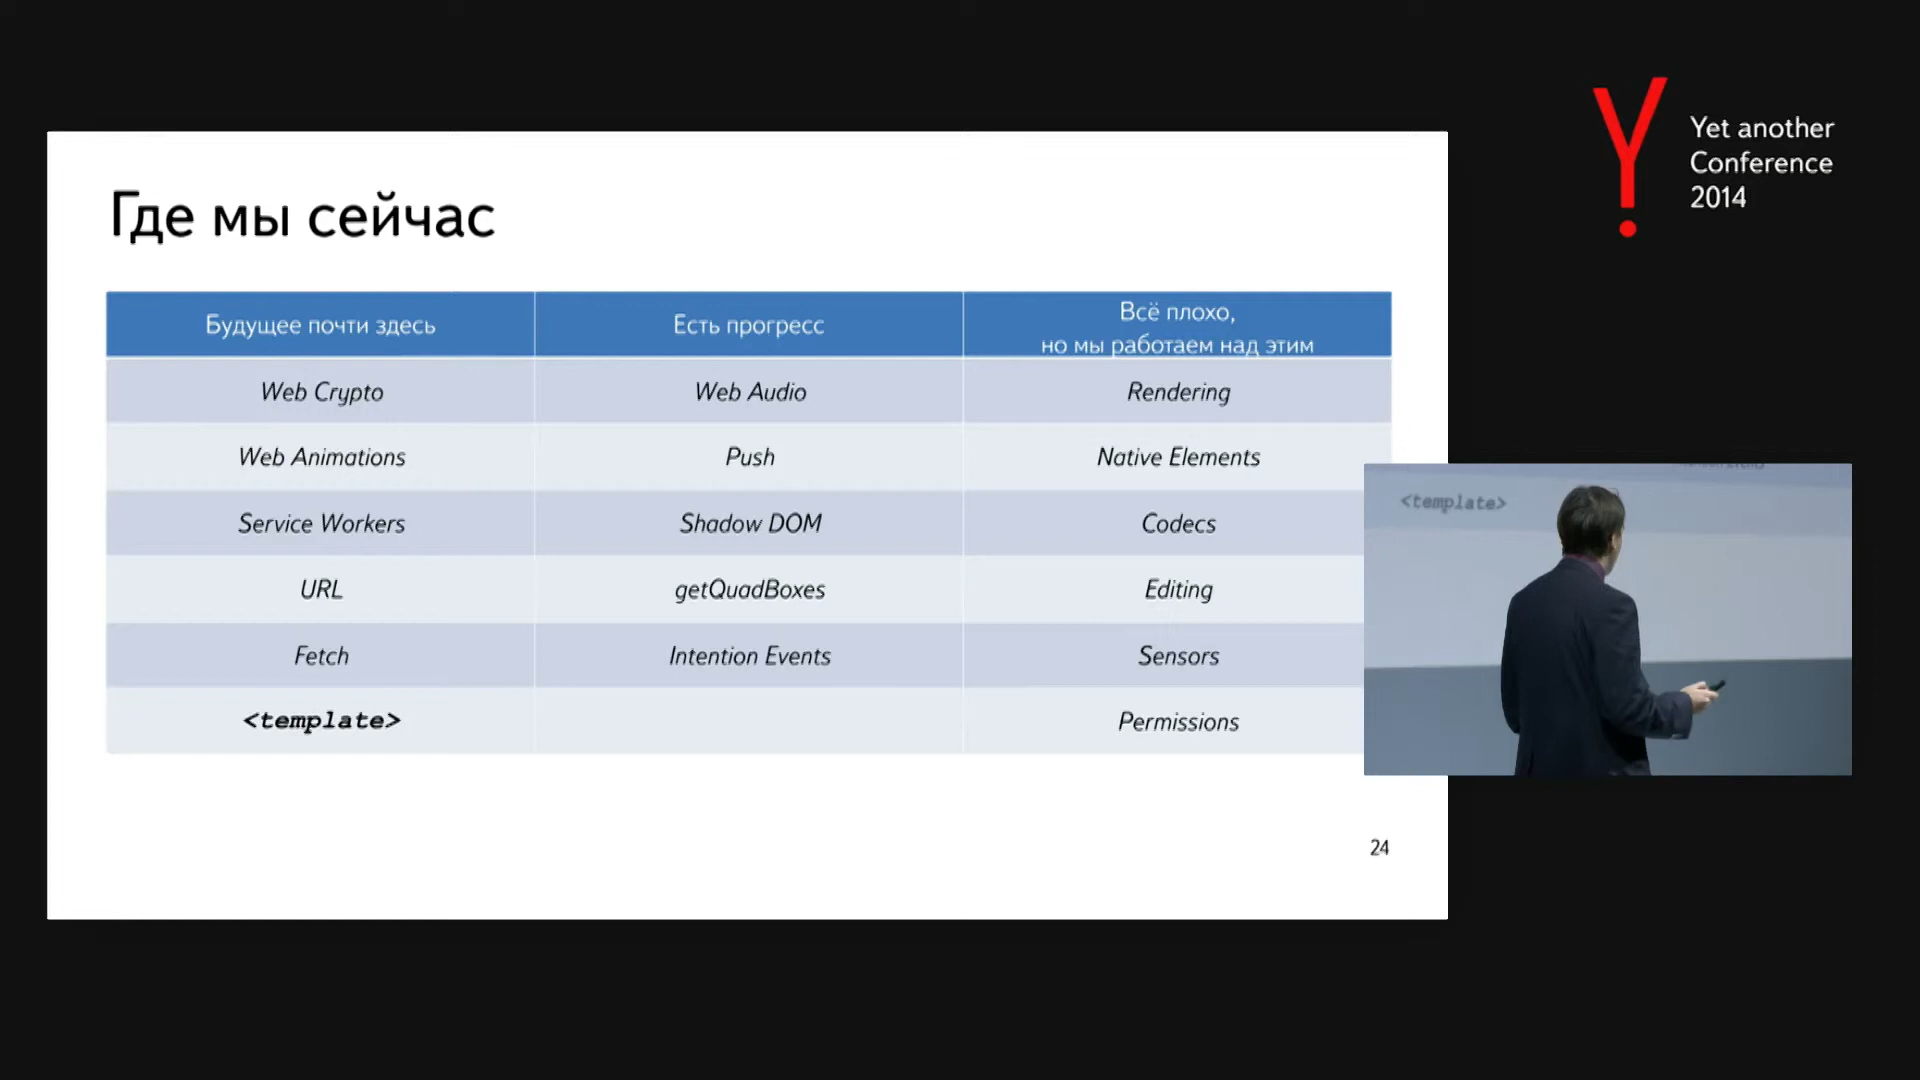 Yet another
Conference
2014
Где мы сейчас
Будущее почти здесь
Есть прогресс
Всё плохо,
но мы работаем над этим
Web Crypto
Web Audio
Rendering
Web Animations
Push
Native Elements
Service Workers
Shadow DOM
Codecs
URL
getQuadBoxes
Editing
Fetch
Intention Events
Sensors
<template>
Permissions
<template>
24